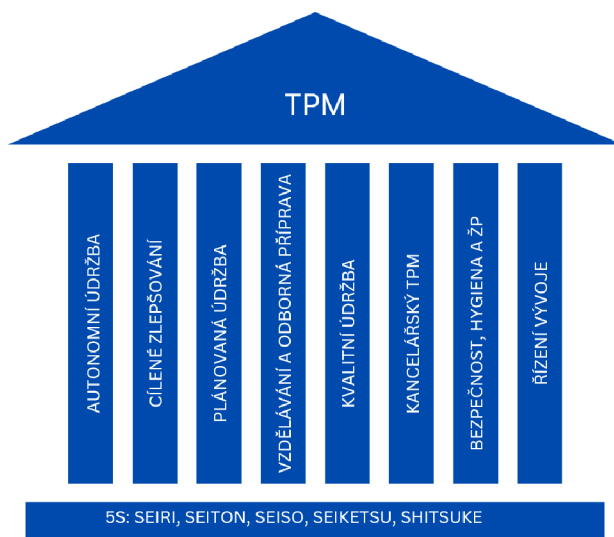 TPM
AUTONOMNÍ ÚDRŽBA
CÍLENÉ ZLEPŠOVÁNÍ
PLÁNOVANÁ ÚDRŽBA
VZDĚLÁVÁNÍ A ODBORNÁ PŘÍPRAVA
KVALITNÍ ÚDRŽBA
KANCELÁŘSKÝ TPM
BEZPEČNOST, HYGIENA A ŽP
ŘÍZENÍ VÝVOJE
5S: SEIRI, SEITON, SEISO, SEIKETSU, SHITSUKE